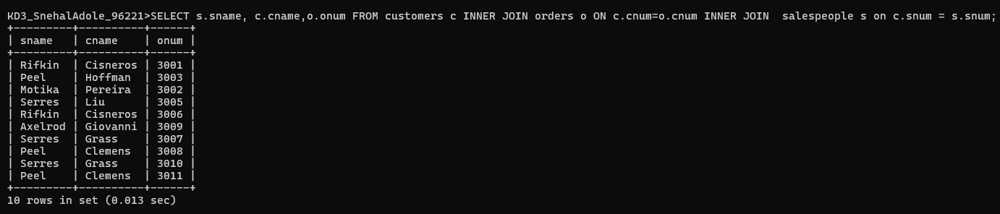 KD3_SnehalAdole_96221>SELECT s.sname, c.cname,o.onum FROM customers c INNER JOIN orders o ON c.cnum=o.cnum INNER JOIN  salespeople s on c.snum = s.snum;
+---------+----------+------+
| sname   | cname    | onum |
+---------+----------+------+
| Rifkin  | Cisneros | 3001 |
| Peel    | Hoffman  | 3003 |
| Motika  | Pereira  | 3002 |
| Serres  | Liu      | 3005 |
| Rifkin  | Cisneros | 3006 |
| Axelrod | Giovanni | 3009 |
| Serres  | Grass    | 3007 |
| Peel    | Clemens  | 3008 |
| Serres  | Grass    | 3010 |
| Peel    | Clemens  | 3011 |
+---------+----------+------+
10 rows in set (0.013 sec)